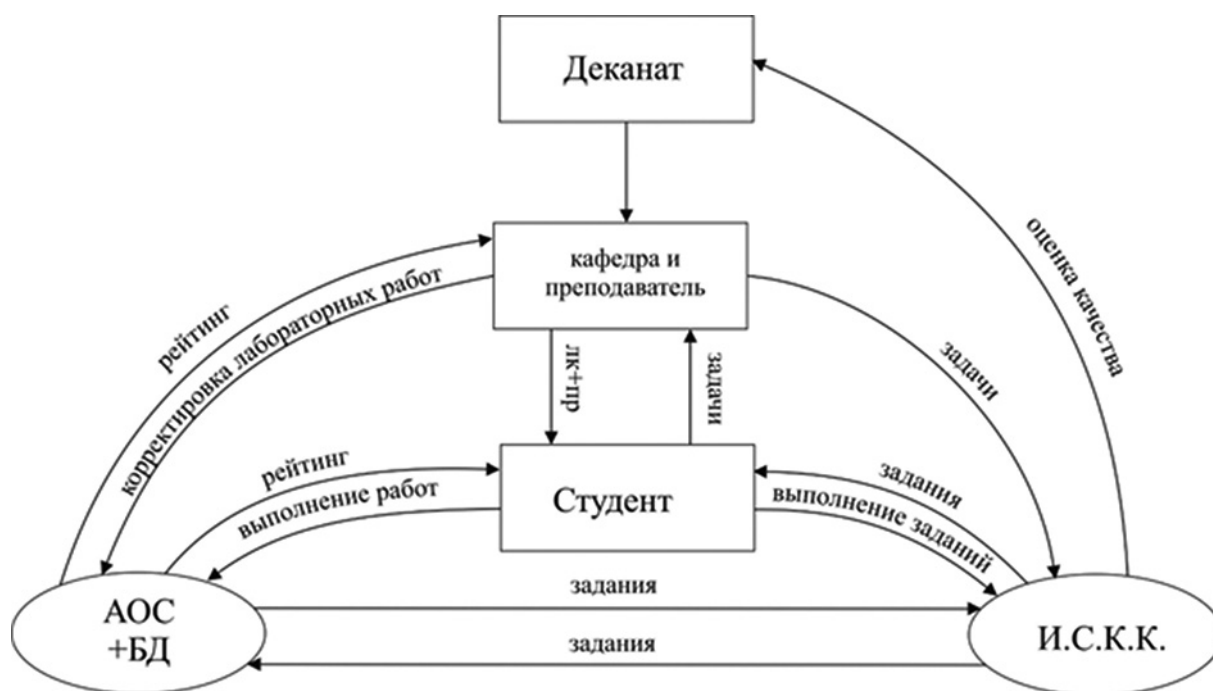 Деканат
кафедра и
преподаватель
оценка качества
рейтинг
корректировка лабораторных работ
задачи
лк+пр
задачи
рейтинг
выполнение работ
Студент
задания
выполнение заданий
АОС
+БД
задания
задания
И.С.К.К.